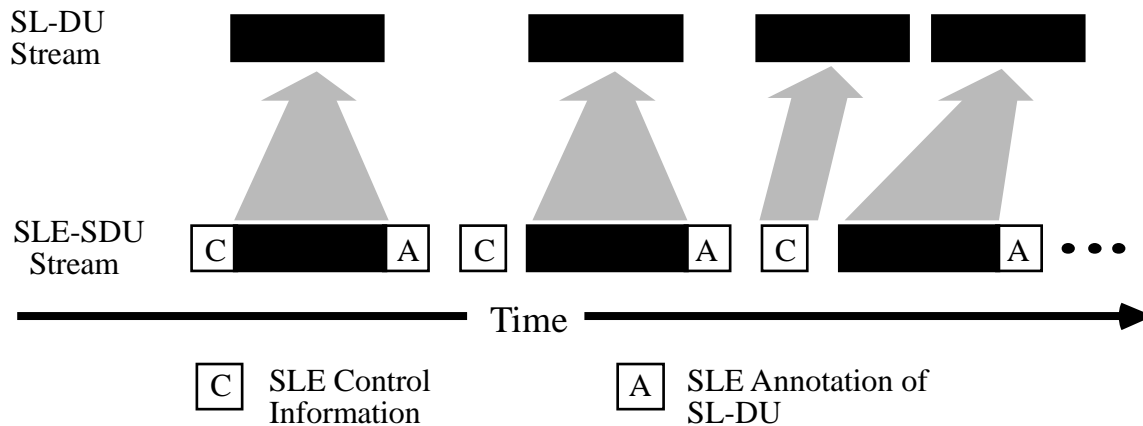 SL-DU
Stream
SLE-SDU
Stream
C
A
C
A
C
A
Time
C
SLE Control
Information
A
SLE Annotation of
SL-DU